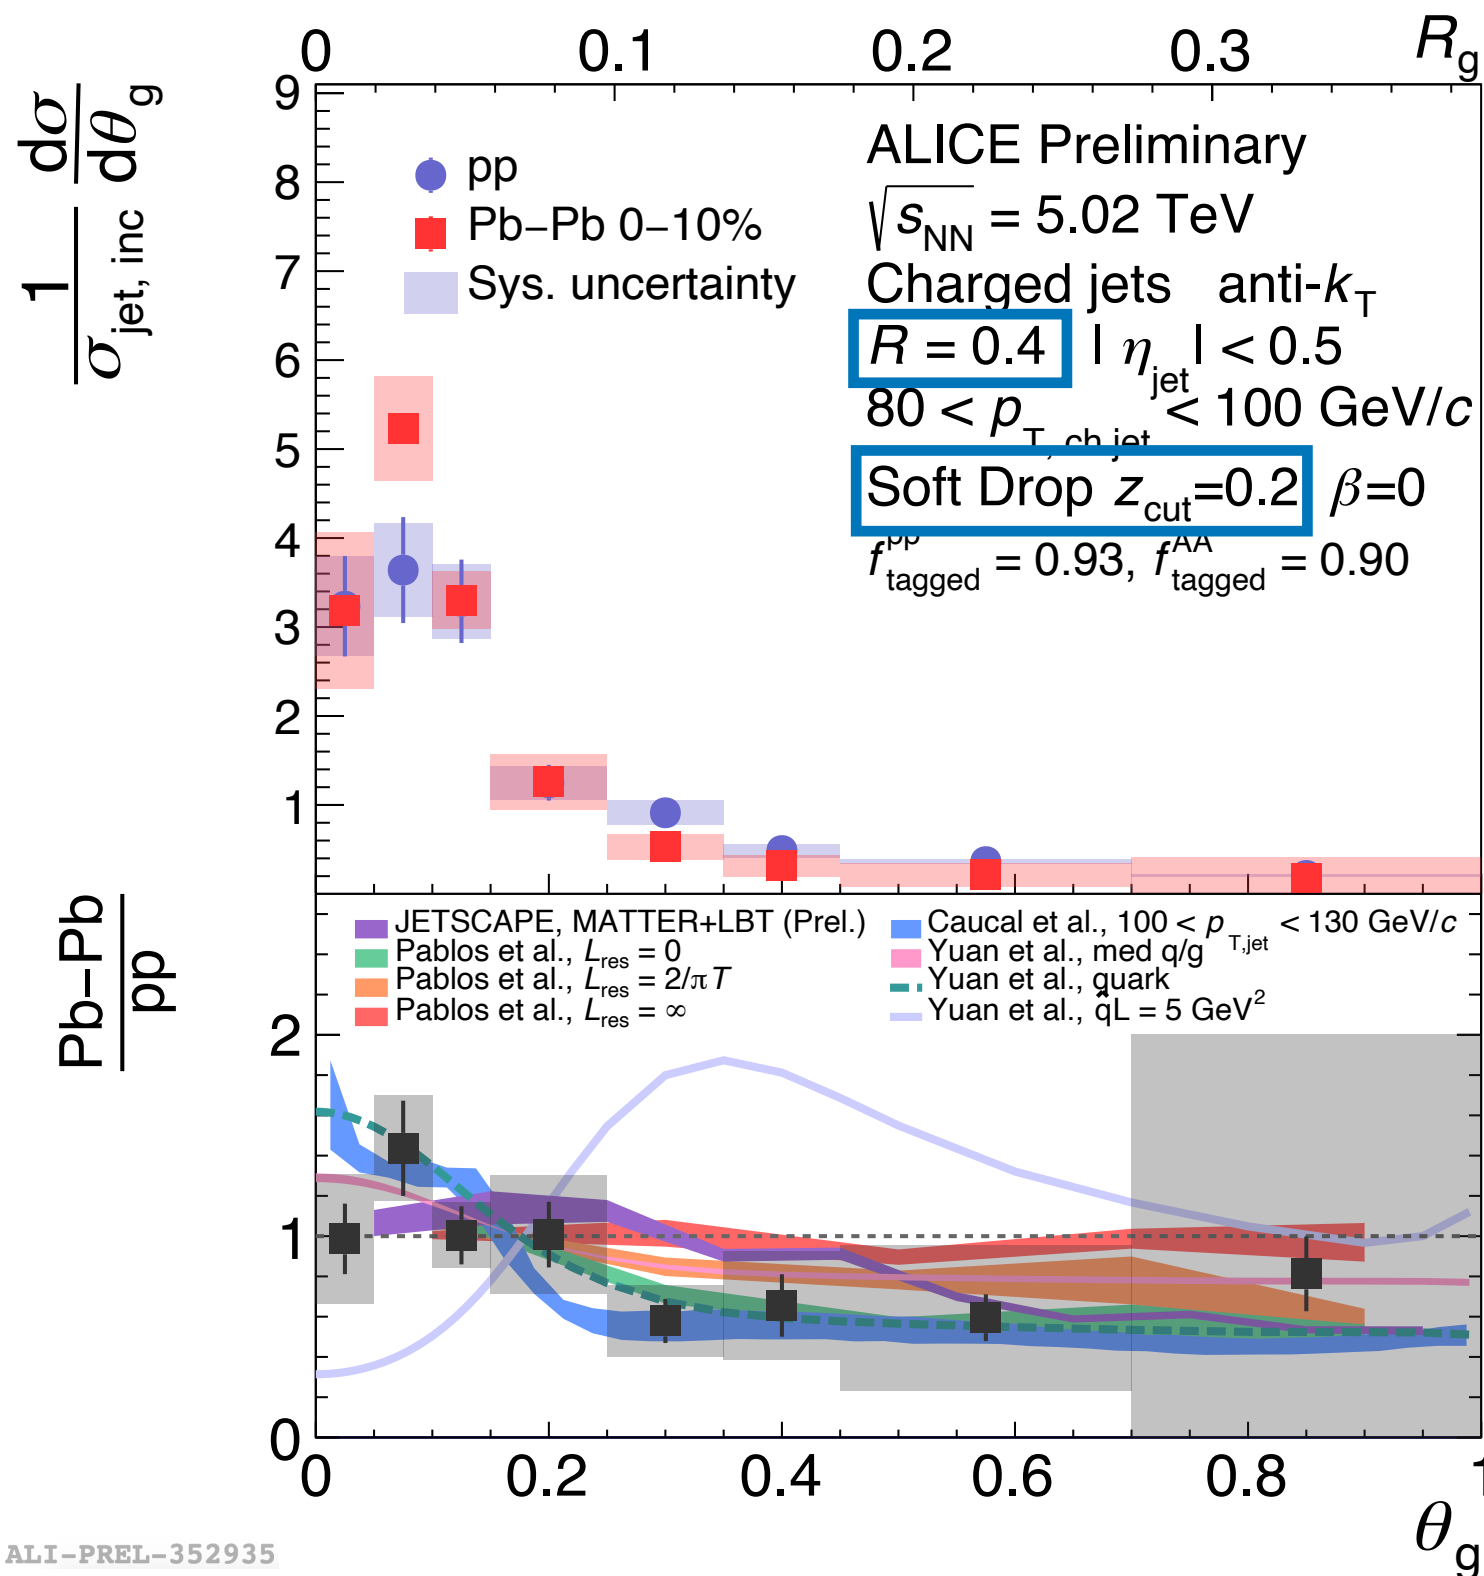 0 0.1 0.2 0.3 R_g
1/σ_jet, inc dσ/dθ_g
9
8
7
6
5
4
3
2
1
pp
Pb–Pb 0–10%
Sys. uncertainty
ALICE Preliminary
√s_NN = 5.02 TeV
Charged jets anti-k_T
R = 0.4 | η_jet | < 0.5
80 < p_T, ch jet < 100 GeV/c
Soft Drop z_cut=0.2 β=0
f^pp_tagged = 0.93, f^AA_tagged = 0.90
Pb–Pb/pp
JETSCAPE, MATTER+LBT (Prel.)
Pablos et al., L_res = 0
Pablos et al., L_res = 2/πT
Pablos et al., L_res = ∞
Caucal et al., 100 < p_T,jet < 130 GeV/c
Yuan et al., med q/g
Yuan et al., quark
Yuan et al., q̂L = 5 GeV²
2
1
0
0 0.2 0.4 0.6 0.8 1
θ_g
ALI-PREL-352935